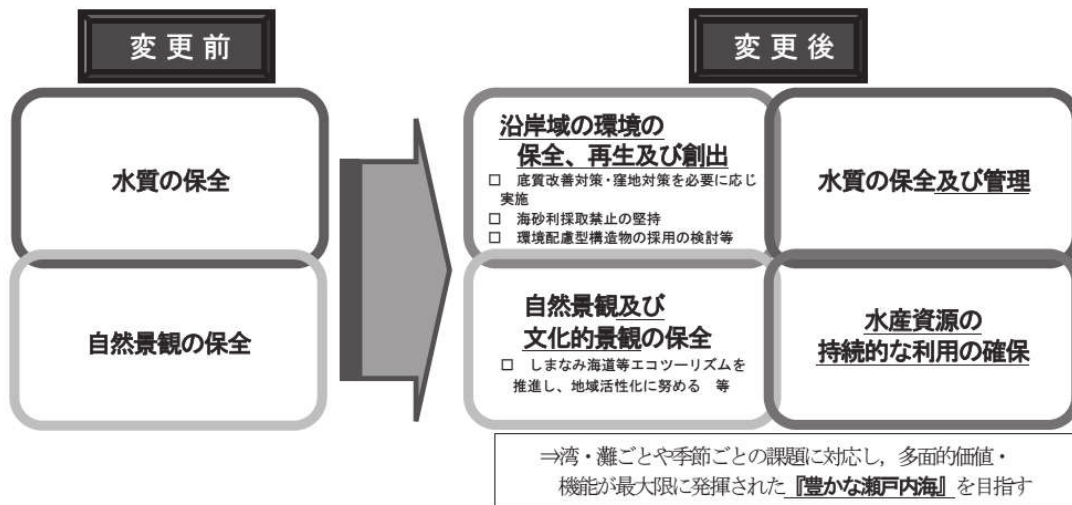 変更前
水質の保全
自然景観の保全
変更後
沿岸域の環境の
保全、再生及び創出
□ 底質改善対策・窪地対策を必要に応じ
実施
□ 海砂利採取禁止の堅持
□ 環境配慮型構造物の採用の検討等
水質の保全及び管理
自然景観及び
文化的景観の保全
□ しまなみ海道等エコツーリズムを
推進し、地域活性化に努める 等
水産資源の
持続的な利用の確保
⇒湾・灘ごとや季節ごとの課題に対応し，多面的価値・
機能が最大限に発揮された『豊かな瀬戸内海』を目指す